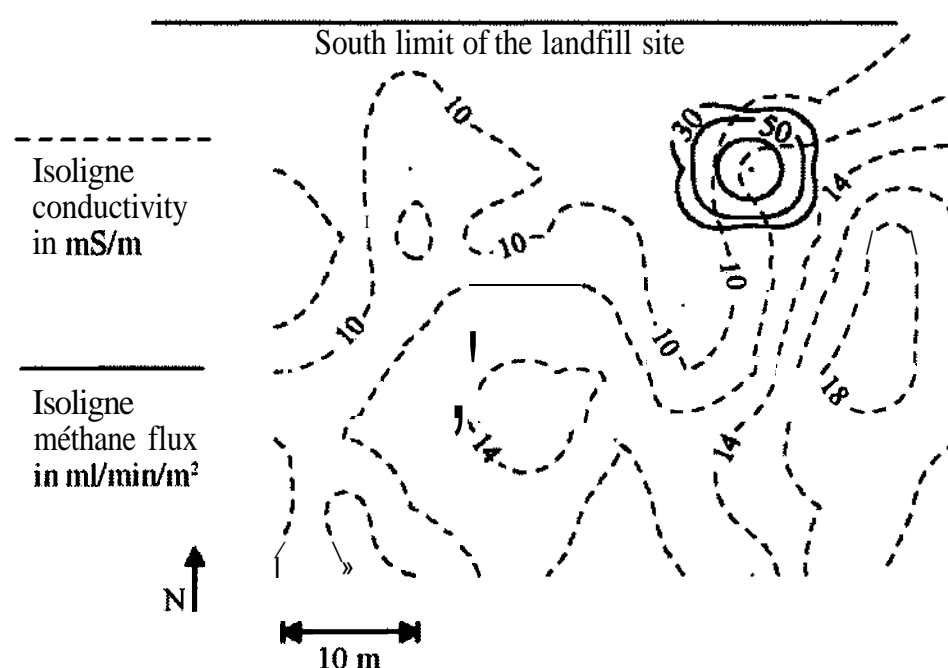 South limit of the landfill site
Isoligne
conductivity
in mS/m
Isoligne
méthane flux
in ml/min/m²
N
10 m
10
30
50
14
10
10
10
10
18
14
14